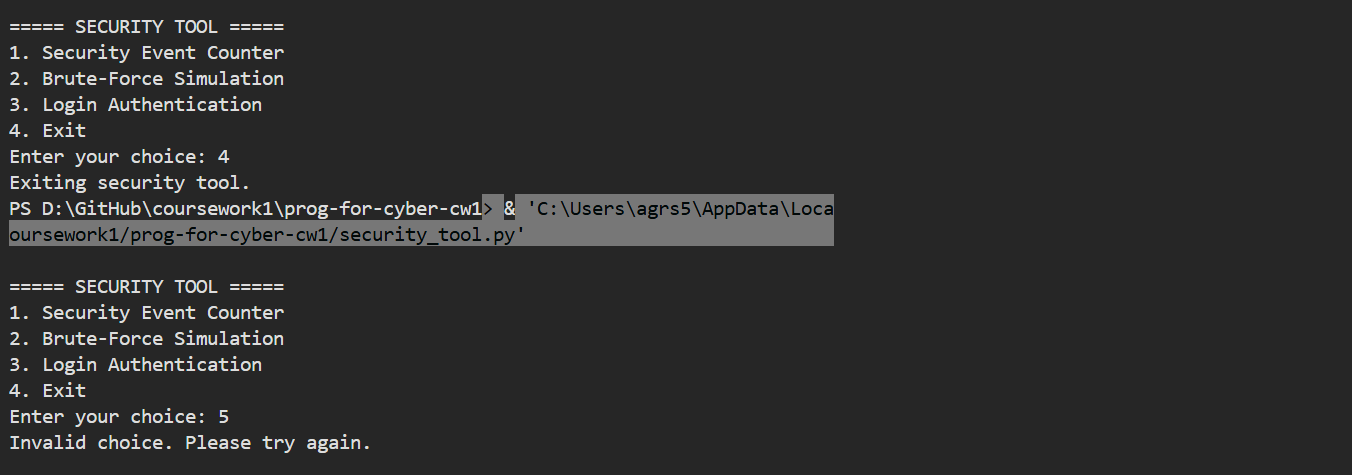 ===== SECURITY TOOL =====
1. Security Event Counter
2. Brute-Force Simulation
3. Login Authentication
4. Exit
Enter your choice: 4
Exiting security tool.
PS D:\GitHub\coursework1\prog-for-cyber-cw1> & 'C:\Users\agrs5\AppData\Loca
oursework1/prog-for-cyber-cw1/security_tool.py'
===== SECURITY TOOL =====
1. Security Event Counter
2. Brute-Force Simulation
3. Login Authentication
4. Exit
Enter your choice: 5
Invalid choice. Please try again.